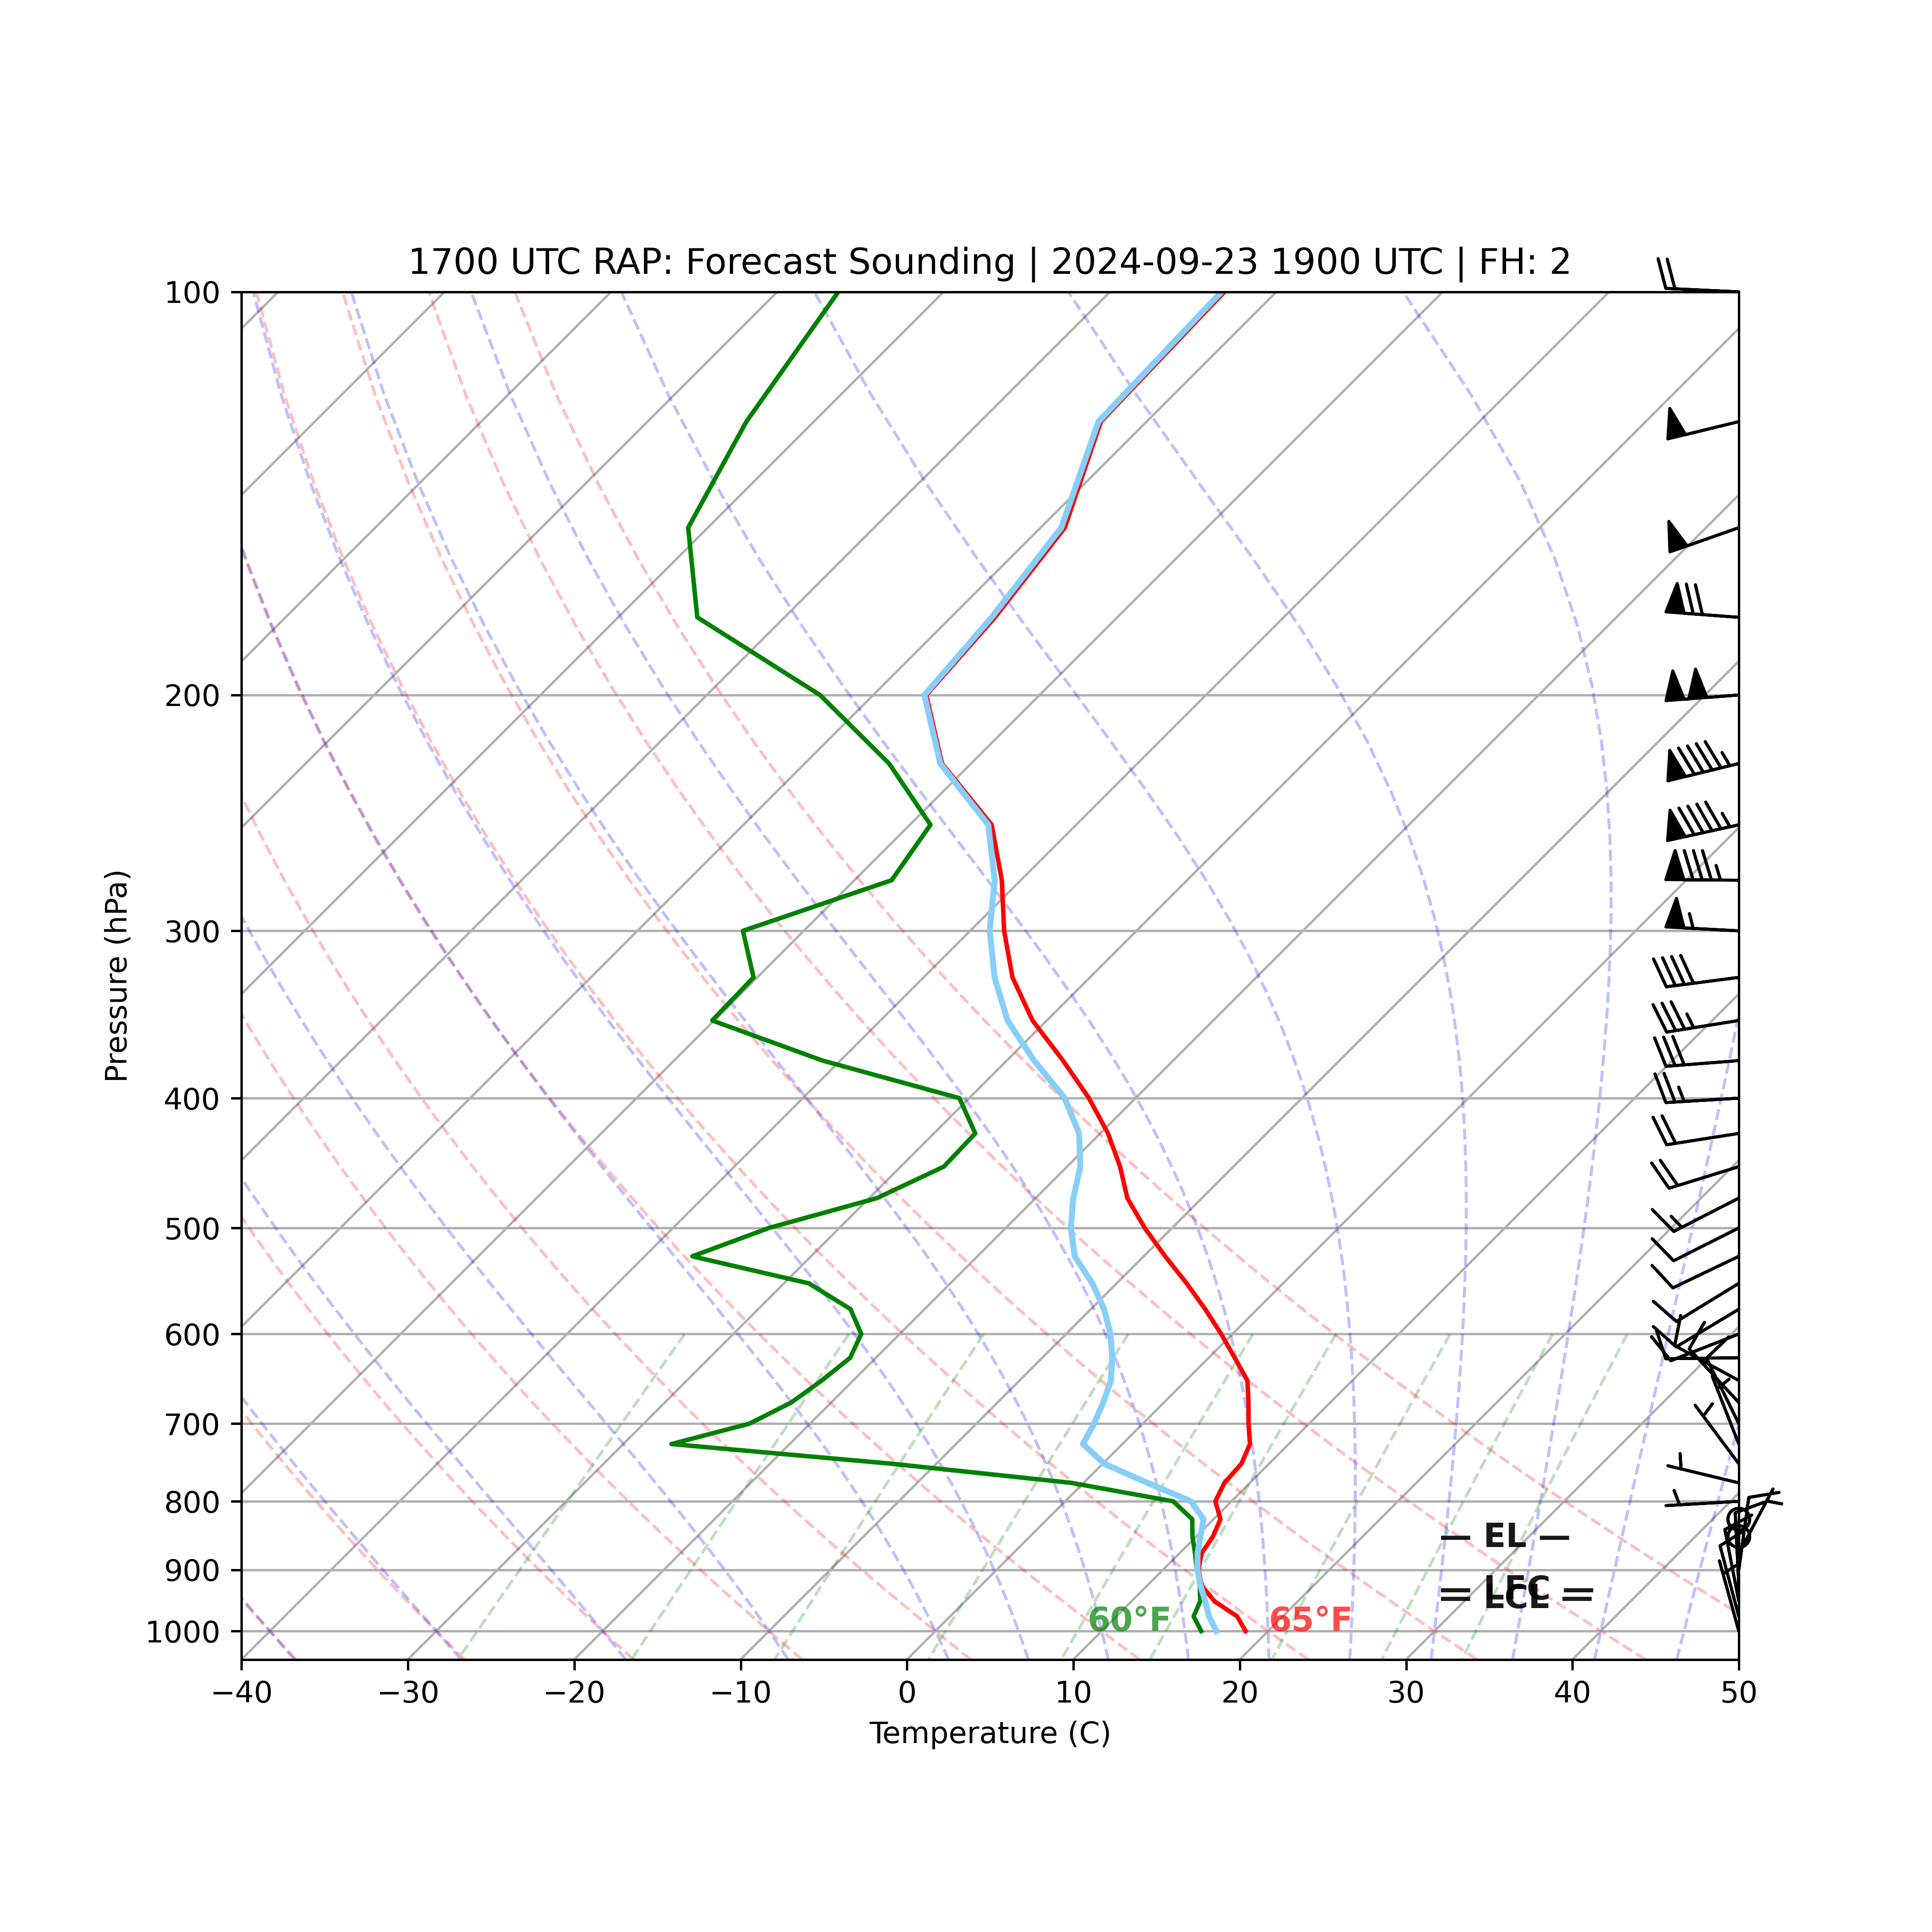 1700 UTC RAP: Forecast Sounding | 2024-09-23 1900 UTC | FH: 2
100
200
300
400
500
600
700
800
900
1000
Pressure (hPa)
— EL —
60°F
65°F
−40 −30 −20 −10 0 10 20 30 40 50
Temperature (C)